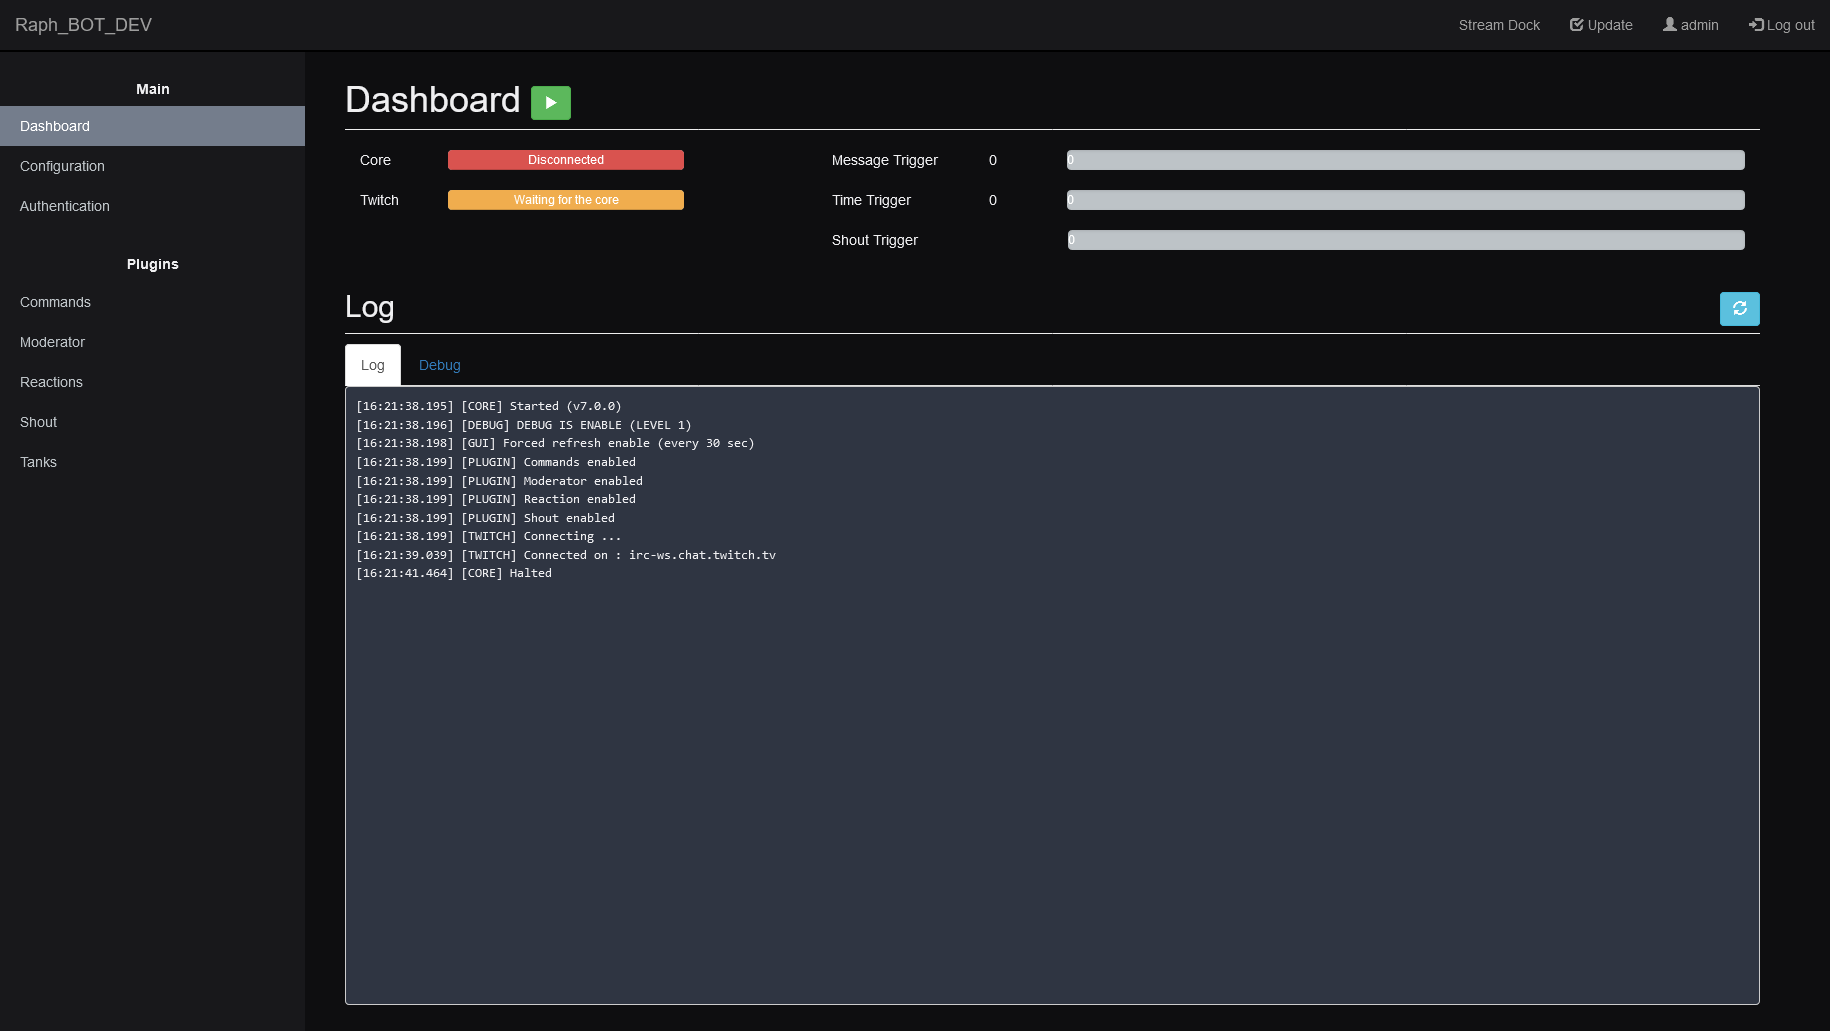 Raph_BOT_DEV
Stream Dock
Update
admin
Log out
Main
Dashboard
Configuration
Authentication
Plugins
Commands
Moderator
Reactions
Shout
Tanks
Dashboard
Core Disconnected
Twitch Waiting for the core
Message Trigger 0 0
Time Trigger 0 0
Shout Trigger 0
Log
Log Debug
[16:21:38.195] [CORE] Started (v7.0.0)
[16:21:38.196] [DEBUG] DEBUG IS ENABLE (LEVEL 1)
[16:21:38.198] [GUI] Forced refresh enable (every 30 sec)
[16:21:38.199] [PLUGIN] Commands enabled
[16:21:38.199] [PLUGIN] Moderator enabled
[16:21:38.199] [PLUGIN] Reaction enabled
[16:21:38.199] [PLUGIN] Shout enabled
[16:21:38.199] [TWITCH] Connecting ...
[16:21:39.039] [TWITCH] Connected on : irc-ws.chat.twitch.tv
[16:21:41.464] [CORE] Halted